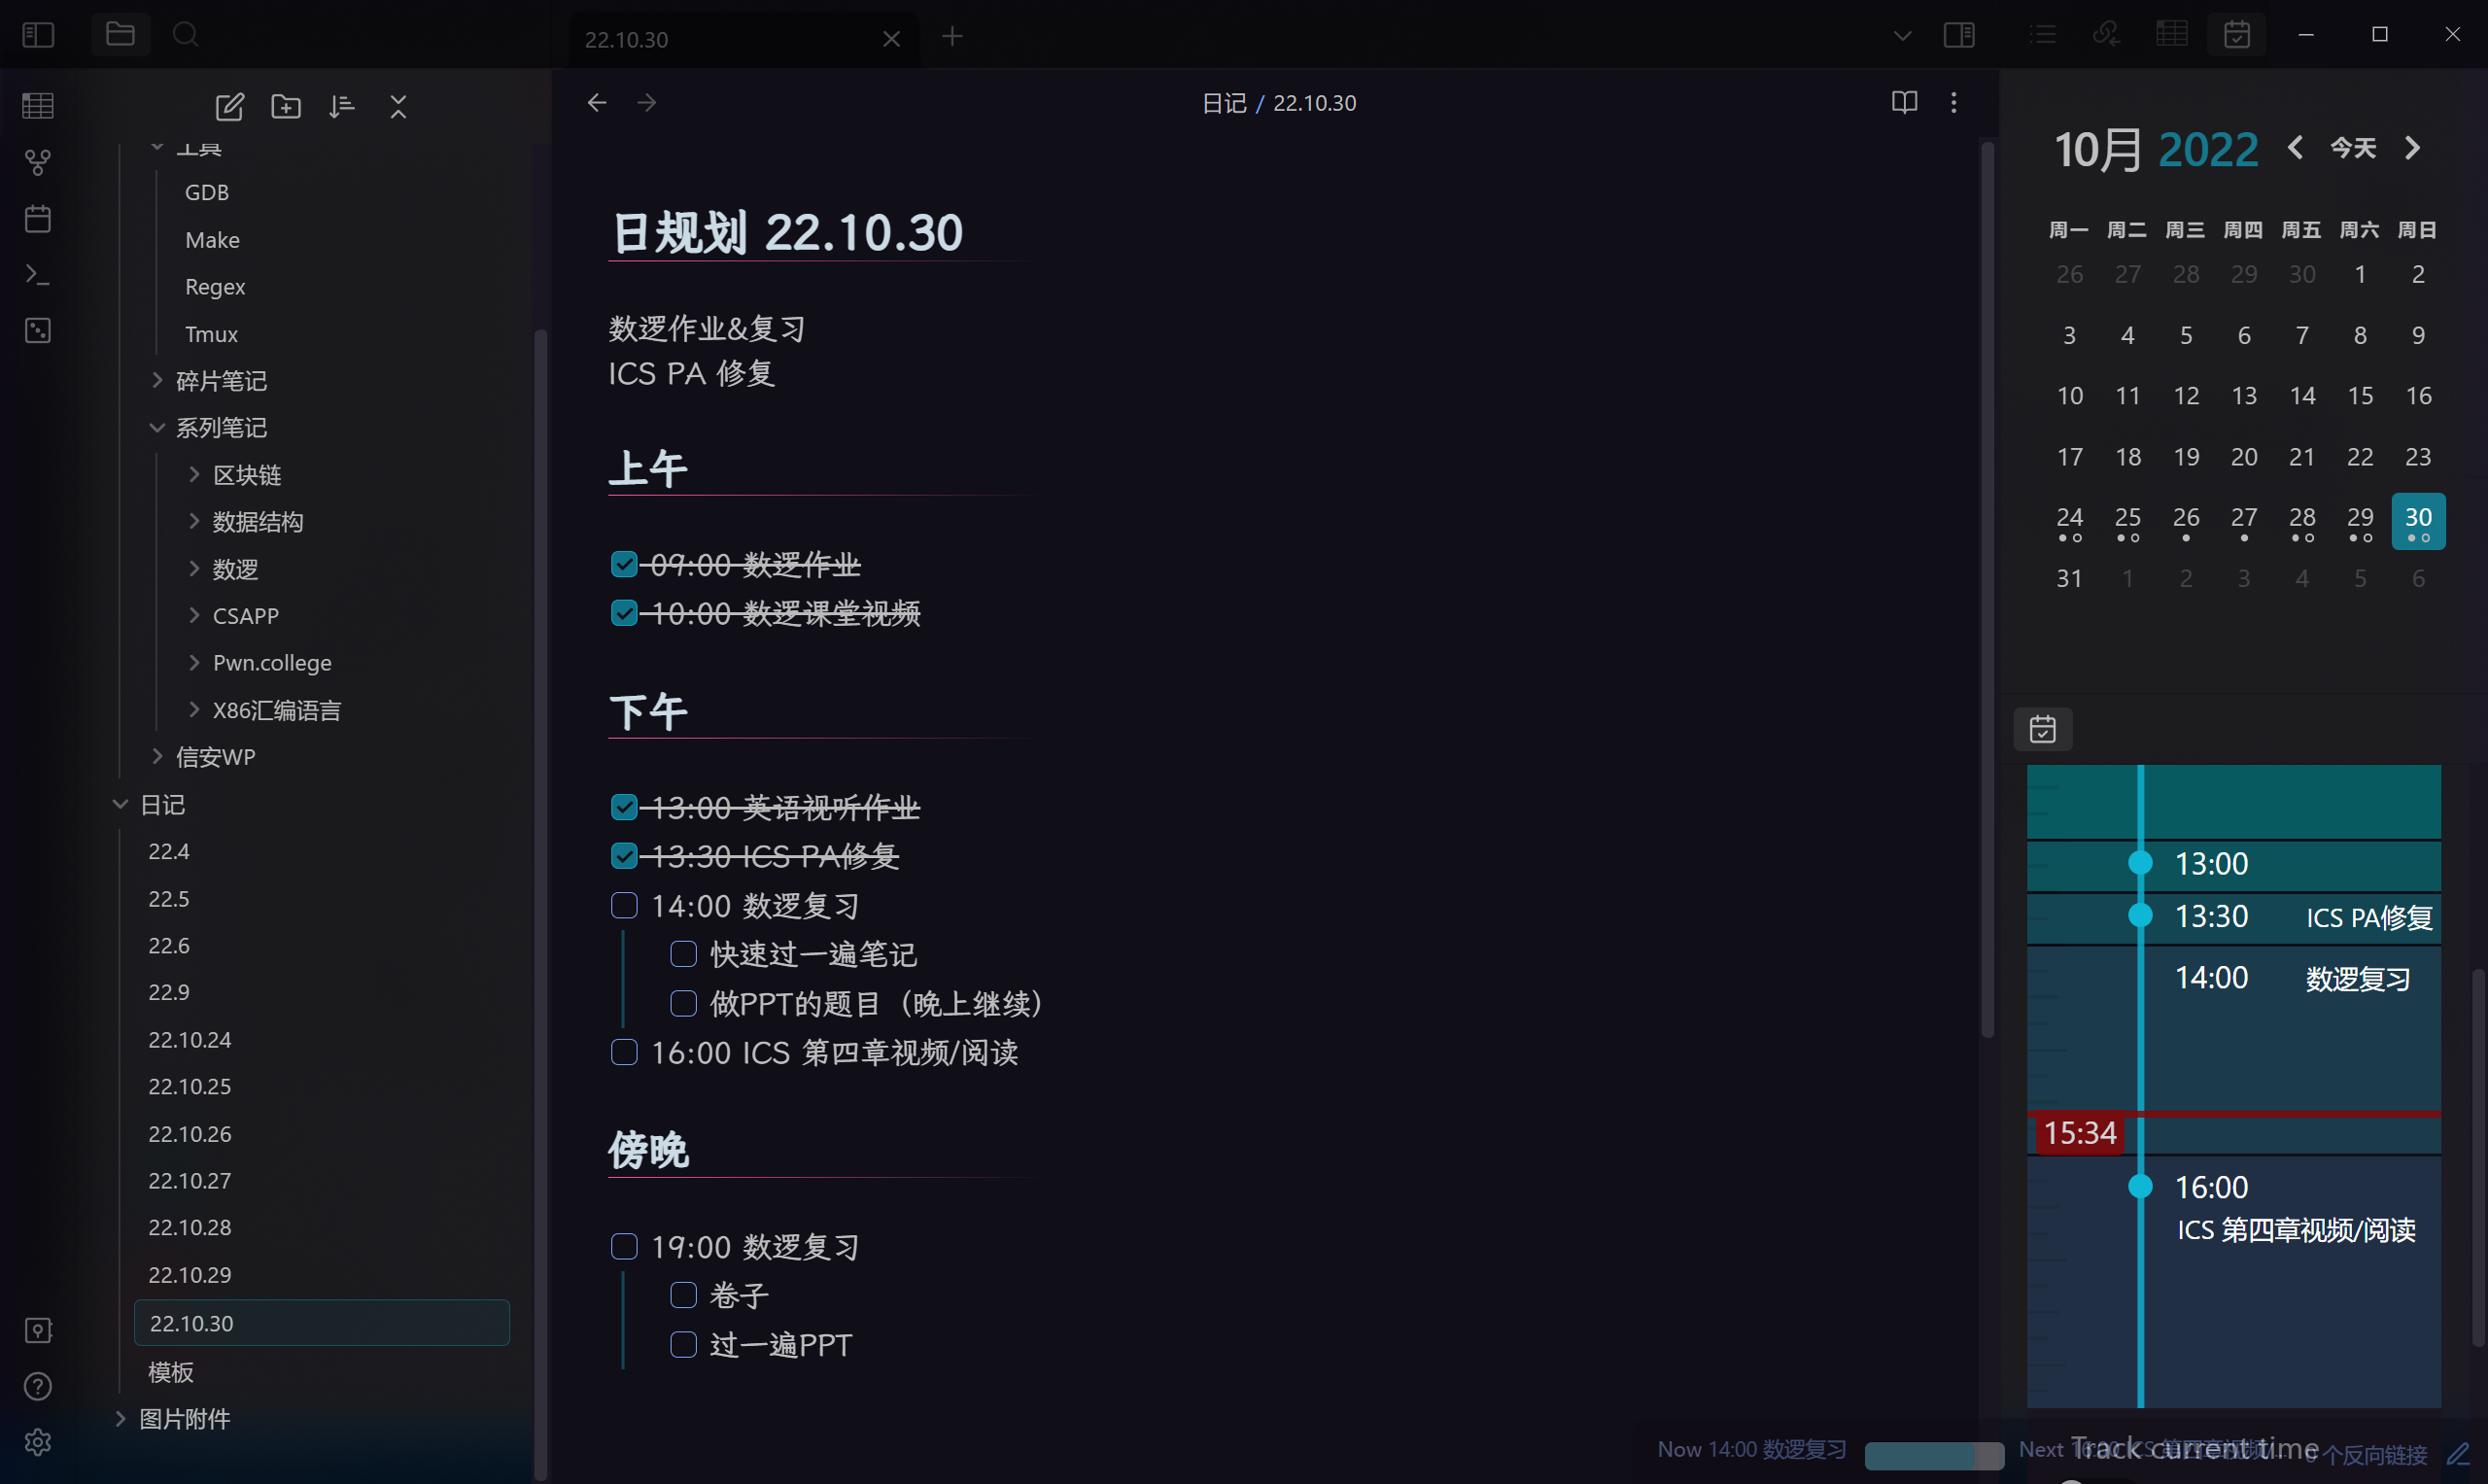 22.10.30
工具
GDB
Make
Regex
Tmux
碎片笔记
系列笔记
区块链
数据结构
数逻
CSAPP
Pwn.college
X86汇编语言
信安WP
日记
22.4
22.5
22.6
22.9
22.10.24
22.10.25
22.10.26
22.10.27
22.10.28
22.10.29
22.10.30
模板
图片附件
日记 / 22.10.30
日规划 22.10.30
数逻作业&复习
ICS PA 修复
上午
09:00 数逻作业
10:00 数逻课堂视频
下午
13:00 英语视听作业
13:30 ICS PA修复
14:00 数逻复习
快速过一遍笔记
做PPT的题目（晚上继续）
16:00 ICS 第四章视频/阅读
傍晚
19:00 数逻复习
卷子
过一遍PPT
10月 2022 今天
周一 周二 周三 周四 周五 周六 周日
26 27 28 29 30 1 2
3 4 5 6 7 8 9
10 11 12 13 14 15 16
17 18 19 20 21 22 23
24 25 26 27 28 29 30
31 1 2 3 4 5 6
13:00
13:30 ICS PA修复
14:00 数逻复习
15:34
16:00
ICS 第四章视频/阅读
Now 14:00 数逻复习
Next
Track current time
个反向链接